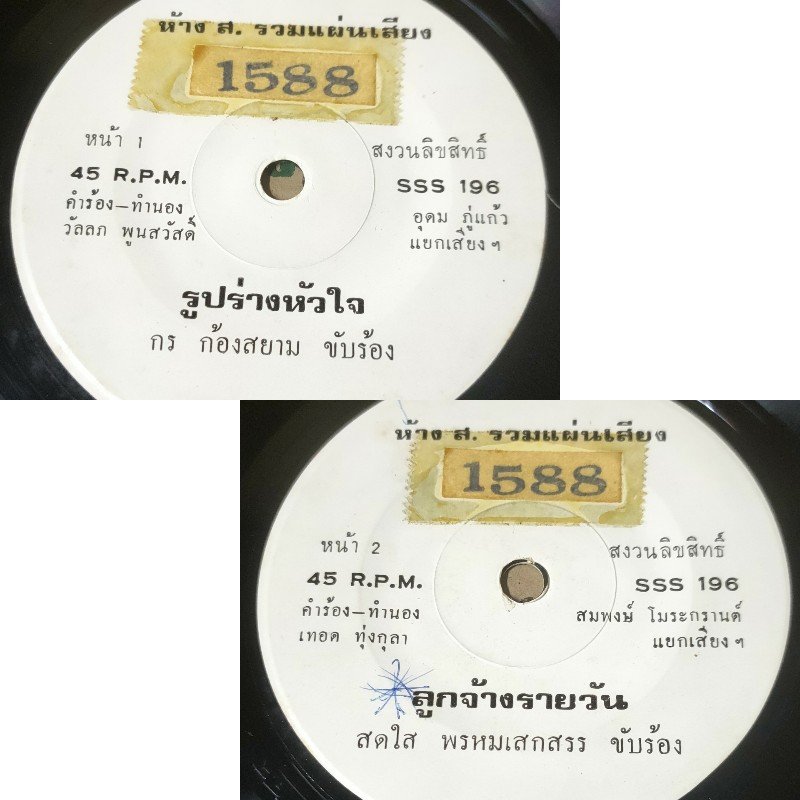 ห้าง ส. รวมแผ่นเสียง
1588
หน้า 1
สงวนลิขสิทธิ์
45 R.P.M.
SSS 196
คำร้อง–ทำนอง
อุดม ภู่แก้ว
วัลลภ พูนสวัสดิ์
แยกเสียง ฯ
รูปร่างหัวใจ
กร ก้องสยาม ขับร้อง
ห้าง ส. รวมแผ่นเสียง
1588
หน้า 2
สงวนลิขสิทธิ์
45 R.P.M.
SSS 196
คำร้อง–ทำนอง
สมพงษ์ โมระกรานต์
เทอด ทุ่งกุลา
แยกเสียง ฯ
ลูกจ้างรายวัน
สดใส พรหมเสกสรร ขับร้อง